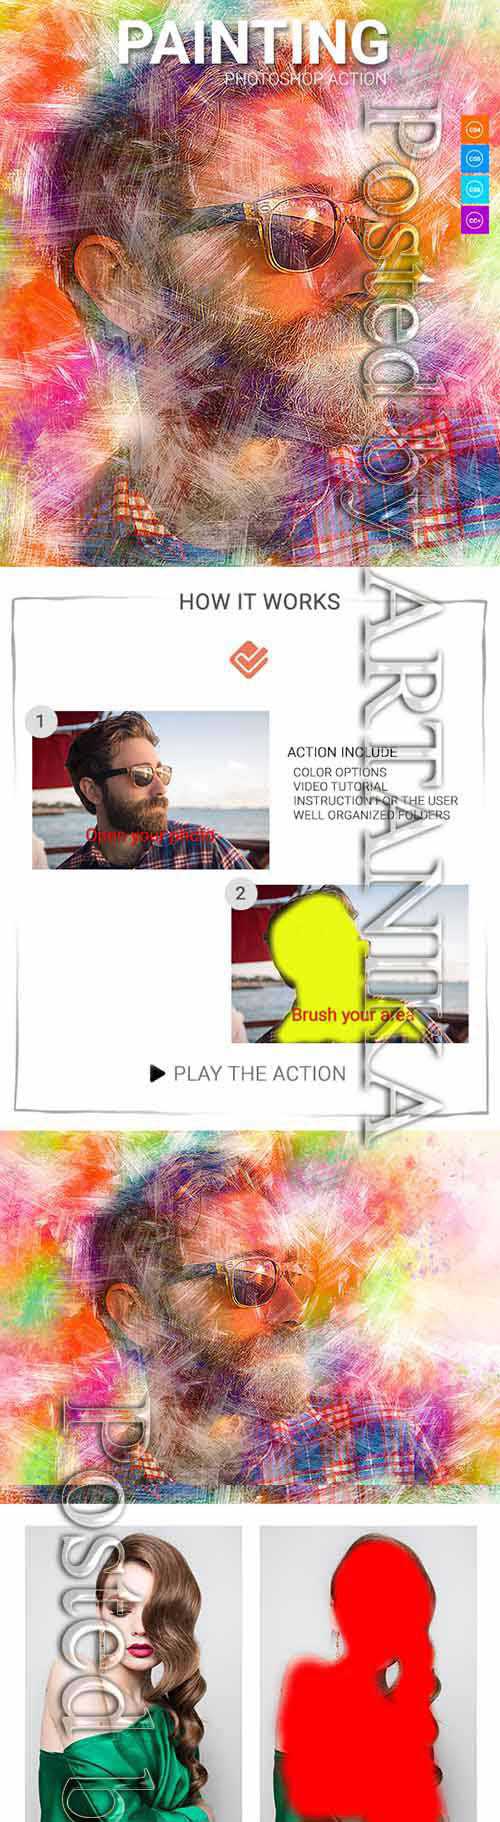 PAINTING
PHOTOSHOP ACTION
CS4
CS5
CS6
CC+
Posted by
ARTANIKA
HOW IT WORKS
1
Open your photo
ACTION INCLUDE
COLOR OPTIONS
VIDEO TUTORIAL
INSTRUCTION FOR THE USER
WELL ORGANIZED FOLDERS
2
Brush your area
PLAY THE ACTION
Posted b